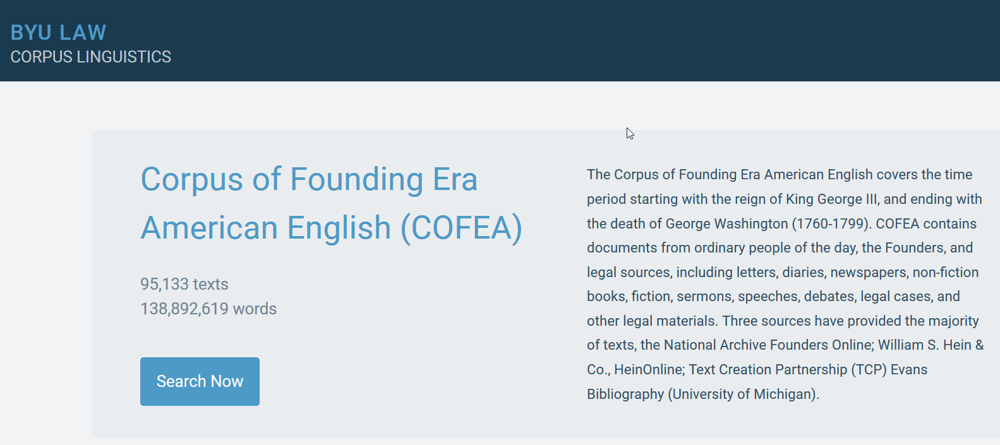 BYU LAW
CORPUS LINGUISTICS
Corpus of Founding Era
American English (COFEA)
95,133 texts
138,892,619 words
Search Now
The Corpus of Founding Era American English covers the time
period starting with the reign of King George III, and ending with
the death of George Washington (1760-1799). COFEA contains
documents from ordinary people of the day, the Founders, and
legal sources, including letters, diaries, newspapers, non-fiction
books, fiction, sermons, speeches, debates, legal cases, and
other legal materials. Three sources have provided the majority
of texts, the National Archive Founders Online; William S. Hein &
Co., HeinOnline; Text Creation Partnership (TCP) Evans
Bibliography (University of Michigan).